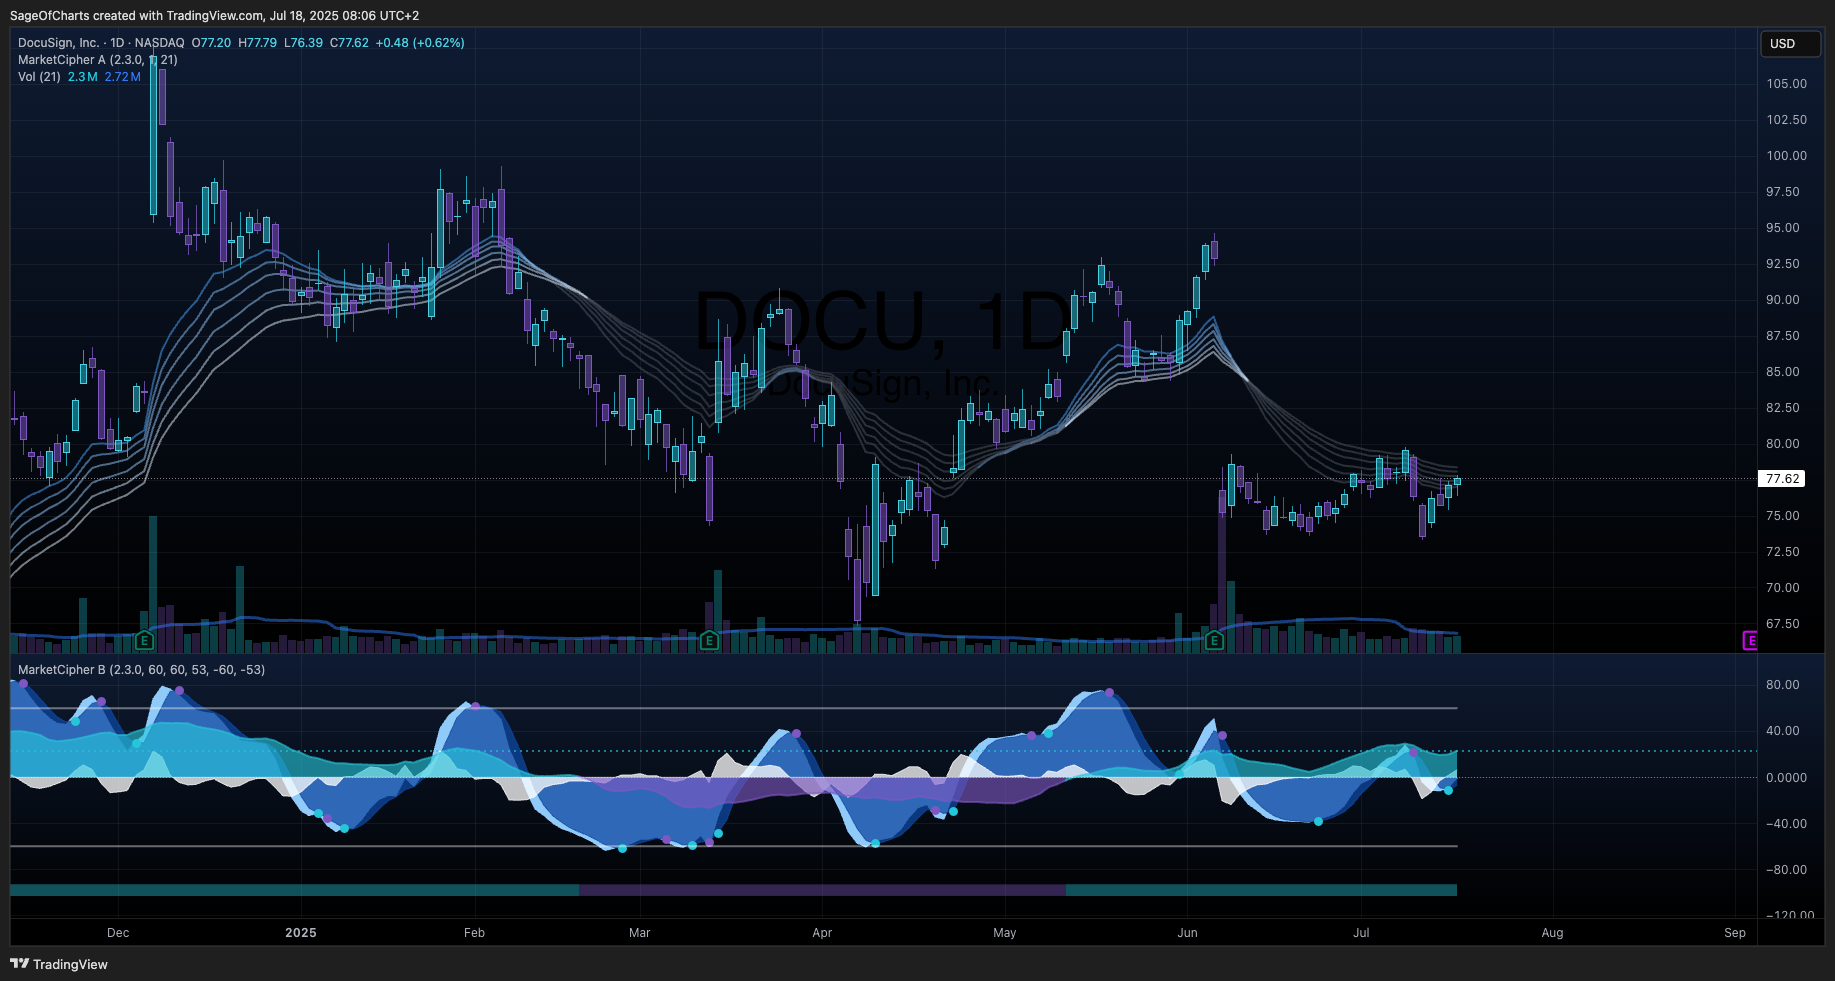 SageOfCharts created with TradingView.com, Jul 18, 2025 08:06 UTC+2
DocuSign, Inc. · 1D · NASDAQ O77.20 H77.79 L76.39 C77.62 +0.48 (+0.62%)
USD
MarketCipher A (2.3.0, 1, 21)
Vol (21) 2.3M 2.72M
105.00
102.50
100.00
97.50
95.00
92.50
90.00
DOCU, 1D
87.50
85.00
DocuSign, Inc.
82.50
80.00
77.62
75.00
72.50
70.00
67.50
E E E E
MarketCipher B (2.3.0, 60, 60, 53, -60, -53)
80.00
40.00
0.0000
−40.00
−80.00
−120.00
Dec 2025 Feb Mar Apr May Jun Jul Aug Sep
TradingView